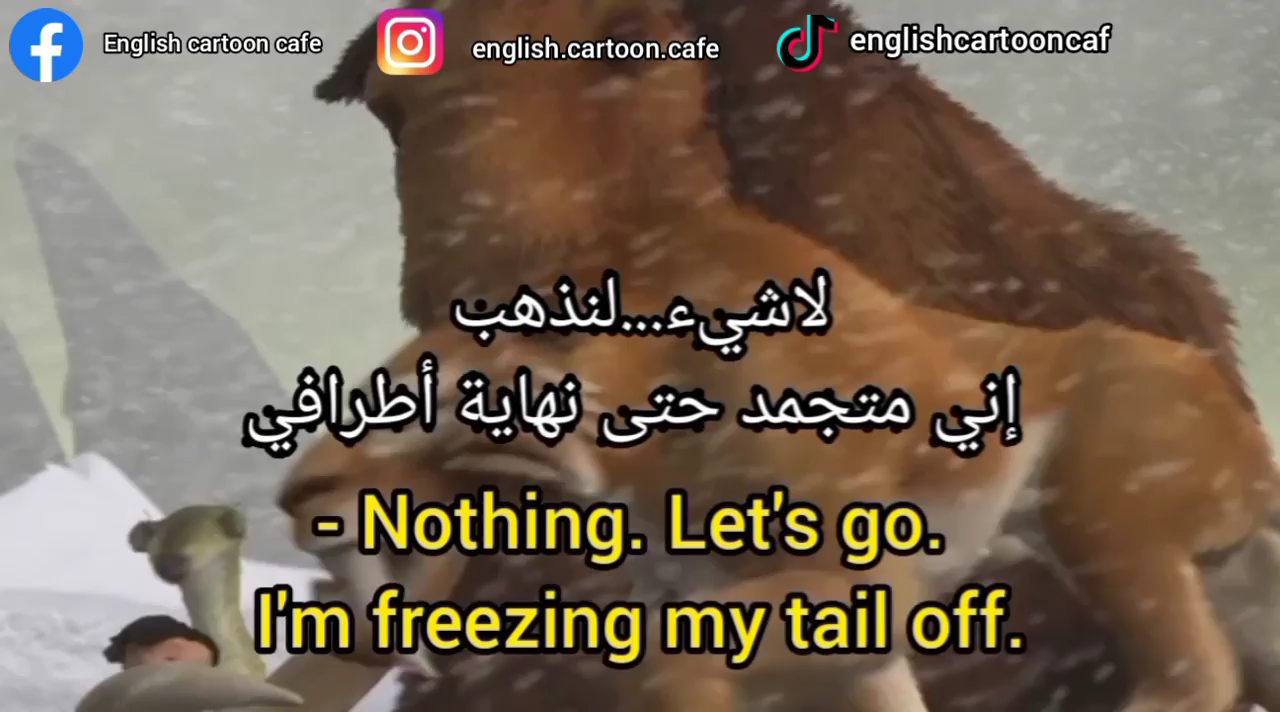 English cartoon cafe
english.cartoon.cafe
englishcartooncaf
لاشيء...لنذهب
إني متجمد حتى نهاية أطرافي
- Nothing. Let's go.
I'm freezing my tail off.